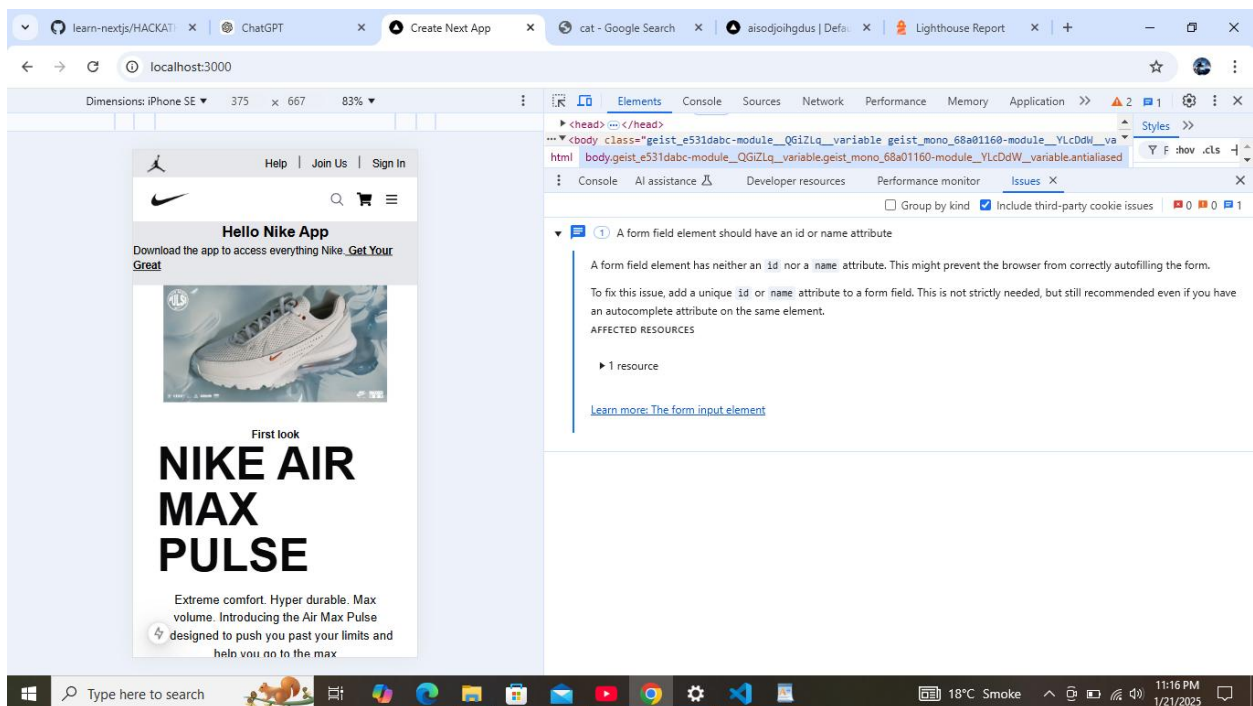 learn-nextjs/HACKAT
ChatGPT
Create Next App
cat - Google Search
aisodjoihgdus | Defau
Lighthouse Report
localhost:3000
Dimensions: iPhone SE ▼ 375 × 667 83% ▼
Elements Console Sources Network Performance Memory Application 2 1
<head> ... </head>
<body class="geist_e531dabc-module__QGiZLq__variable geist_mono_68a01160-module__YLcDdW__va
html body.geist_e531dabc-module__QGiZLq__variable.geist_mono_68a01160-module__YLcDdW__variable.antialiased
Styles
F :hov .cls
Console AI assistance Developer resources Performance monitor Issues
Group by kind Include third-party cookie issues 0 0 1
1 A form field element should have an id or name attribute
A form field element has neither an id nor a name attribute. This might prevent the browser from correctly autofilling the form.
To fix this issue, add a unique id or name attribute to a form field. This is not strictly needed, but still recommended even if you have
an autocomplete attribute on the same element.
AFFECTED RESOURCES
1 resource
Learn more: The form input element
Help | Join Us | Sign In
Hello Nike App
Download the app to access everything Nike. Get Your
Great
First look
NIKE AIR
MAX
PULSE
Extreme comfort. Hyper durable. Max
volume. Introducing the Air Max Pulse
designed to push you past your limits and
help you go to the max
Type here to search
18°C Smoke
11:16 PM
1/21/2025